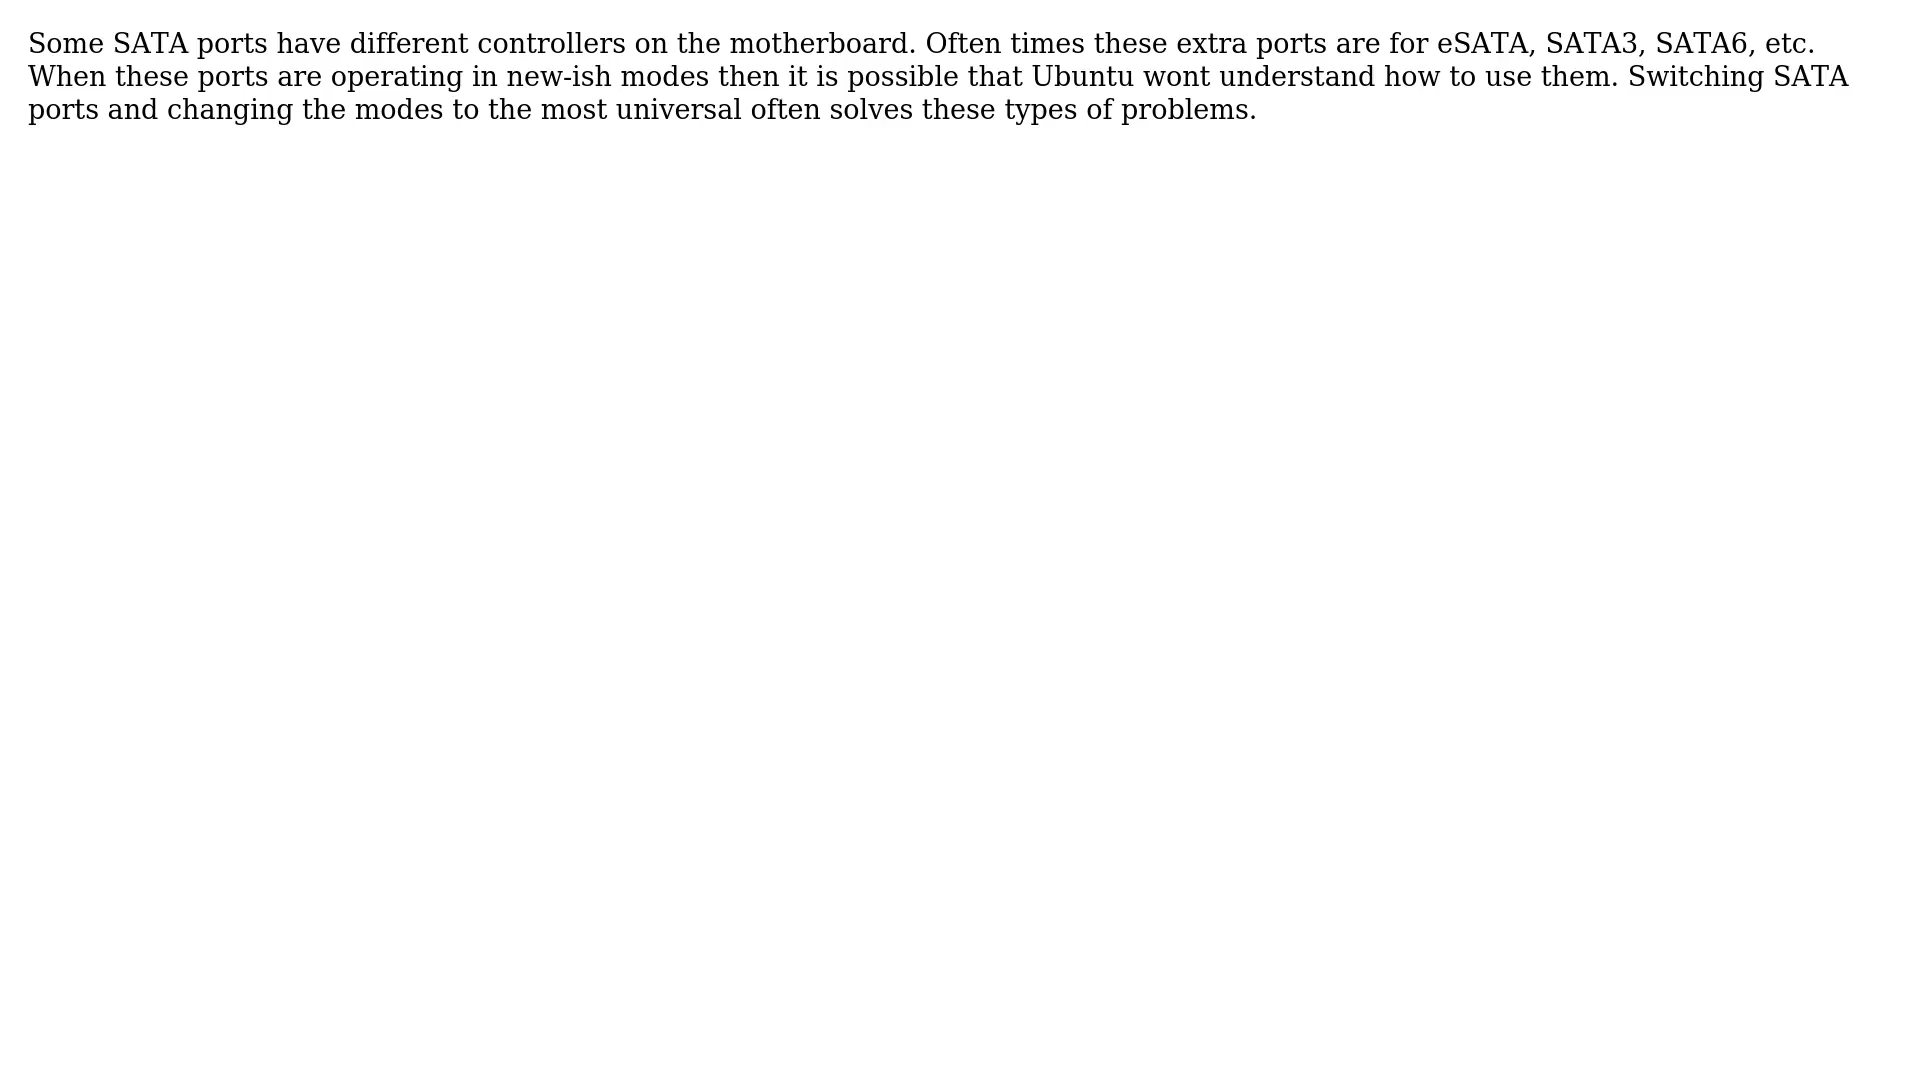 Some SATA ports have different controllers on the motherboard. Often times these extra ports are for eSATA, SATA3, SATA6, etc.
When these ports are operating in new-ish modes then it is possible that Ubuntu wont understand how to use them. Switching SATA
ports and changing the modes to the most universal often solves these types of problems.